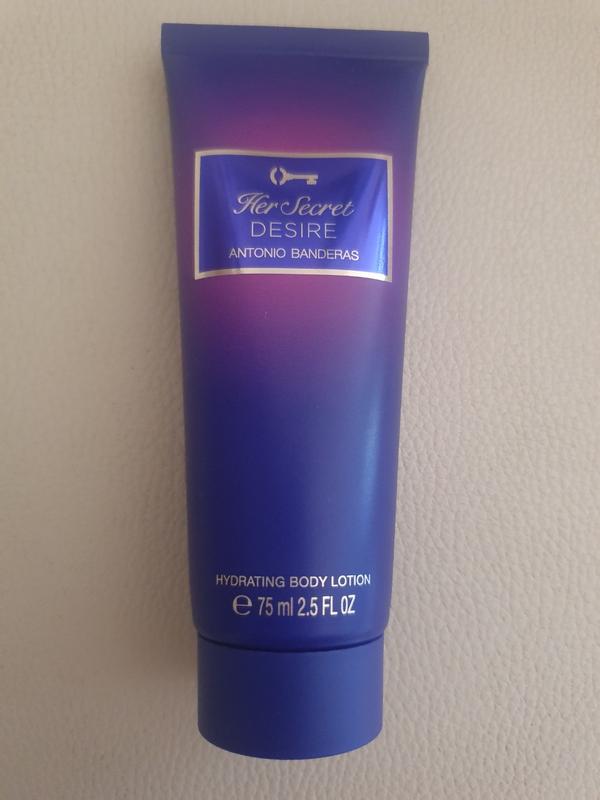 Her Secret
DESIRE
ANTONIO BANDERAS
HYDRATING BODY LOTION
℮ 75 ml 2.5 FL OZ